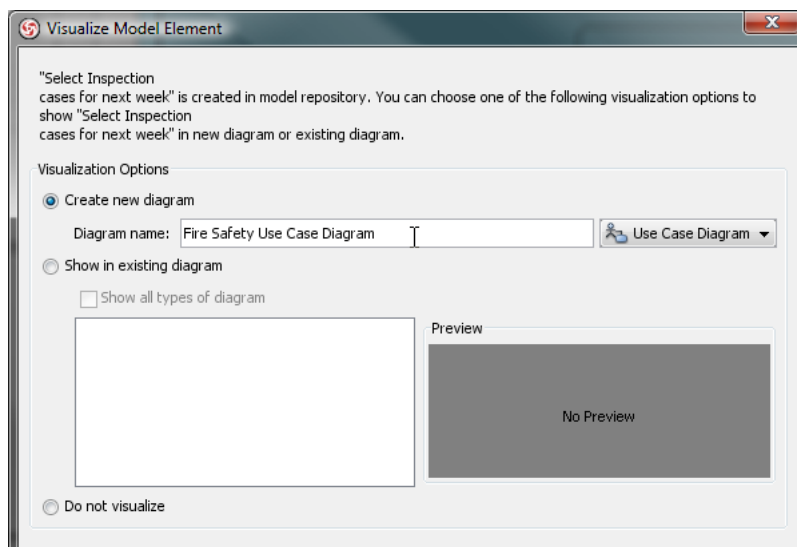 Visualize Model Element
"Select Inspection
cases for next week" is created in model repository. You can choose one of the following visualization options to
show "Select Inspection
cases for next week" in new diagram or existing diagram.
Visualization Options
Create new diagram
Diagram name: Fire Safety Use Case Diagram Use Case Diagram
Show in existing diagram
Show all types of diagram
Preview
No Preview
Do not visualize